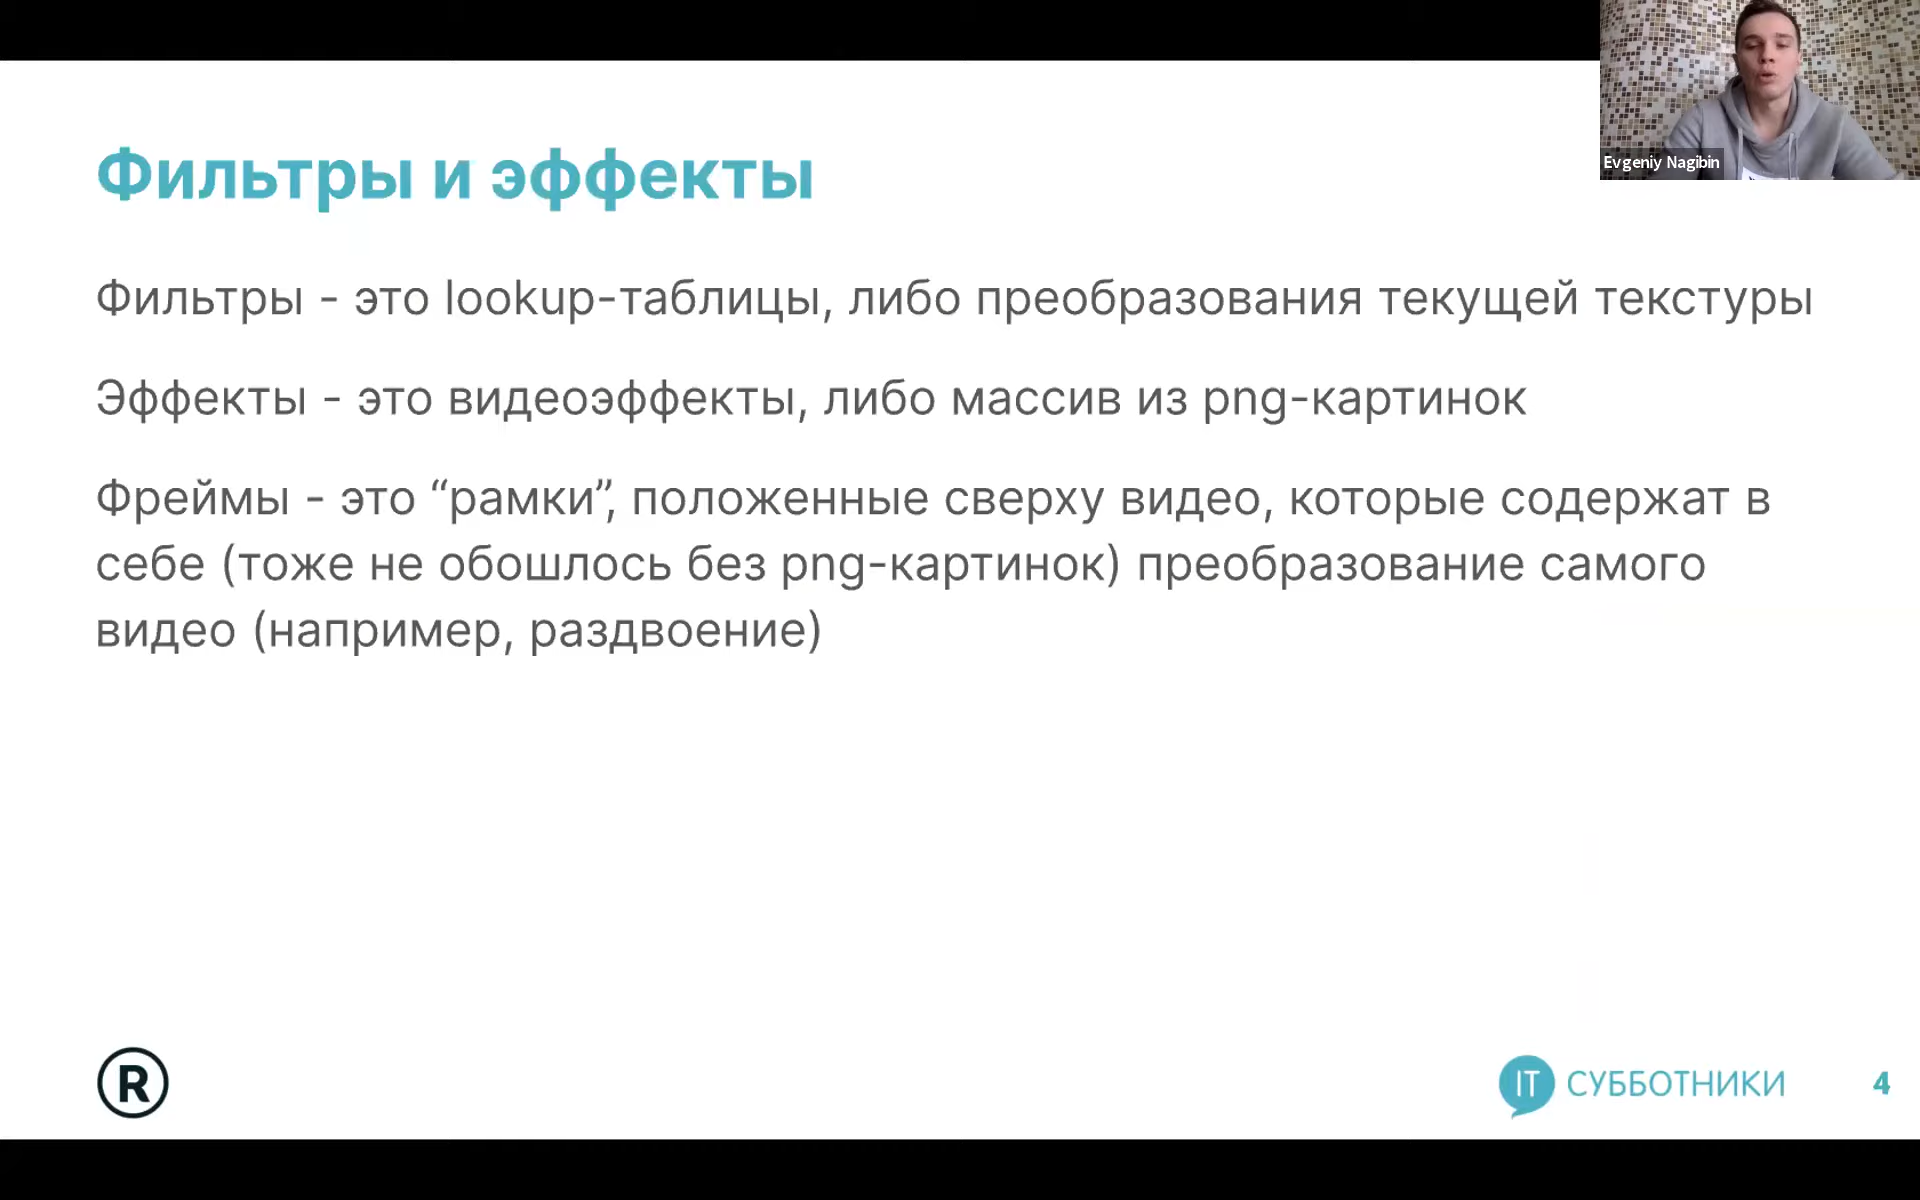 Evgeniy Nagibin
Фильтры и эффекты
Фильтры - это lookup-таблицы, либо преобразования текущей текстуры
Эффекты - это видеоэффекты, либо массив из png-картинок
Фреймы - это “рамки”, положенные сверху видео, которые содержат в
себе (тоже не обошлось без png-картинок) преобразование самого
видео (например, раздвоение)
R
IT СУББОТНИКИ
4